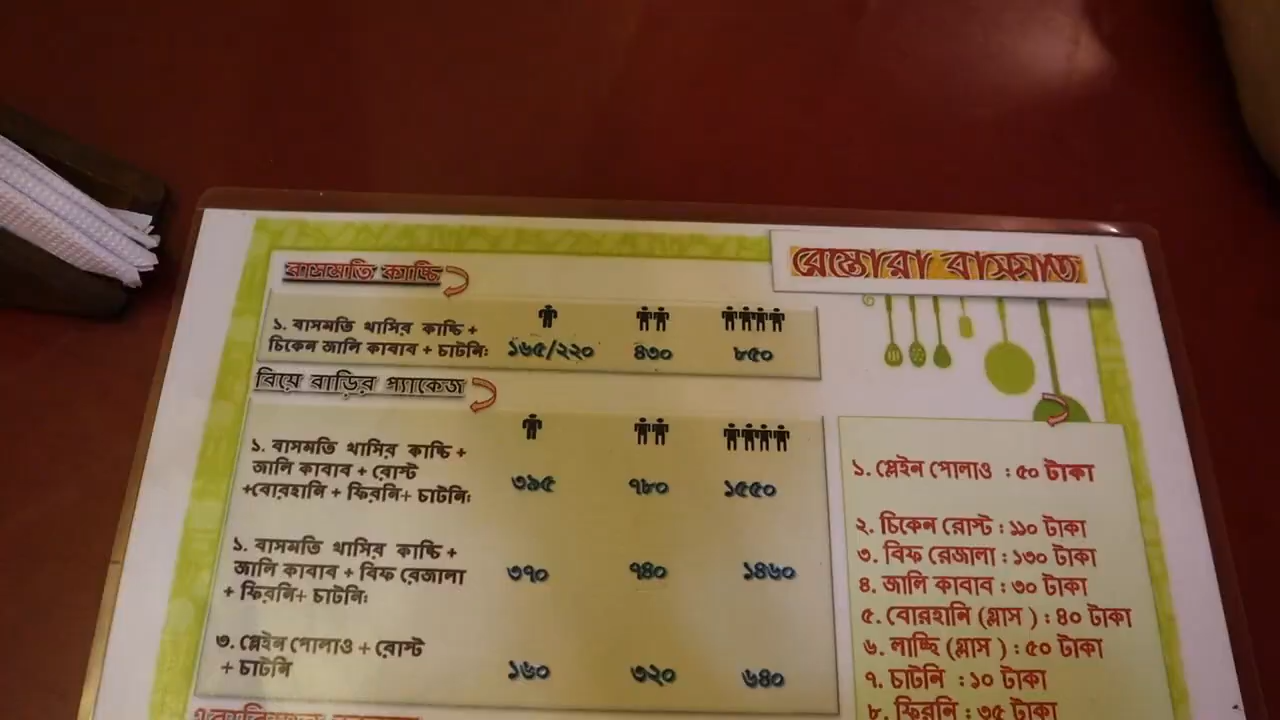 রেস্তোরা বাসমতি
বাসমতি কাচ্চি
১. বাসমতি খাসির কাচ্চি +
চিকেন জালি কাবাব + চাটনি: ১৬৫/২২০ ৪৩০ ৮৫০
বিয়ে বাড়ির প্যাকেজ
১. বাসমতি খাসির কাচ্চি +
জালি কাবাব + রোস্ট
+বোরহানি + ফিরনি+ চাটনি: ৩৯৫ ৭৮০ ১৫৫০
১. বাসমতি খাসির কাচ্চি +
জালি কাবাব + বিফ রেজালা ৩৭০ ৭৪০ ১৪৬০
+ ফিরনি+ চাটনি:
৩. প্লেইন পোলাও + রোস্ট
+ চাটনি ১৬০ ৩২০ ৬৪০
১. প্লেইন পোলাও : ৫০ টাকা
২. চিকেন রোস্ট : ১১০ টাকা
৩. বিফ রেজালা : ১৩০ টাকা
৪. জালি কাবাব : ৩০ টাকা
৫. বোরহানি (গ্লাস ) : ৪০ টাকা
৬. লাচ্ছি (গ্লাস ) : ৫০ টাকা
৭. চাটনি : ১০ টাকা
৮. ফিরনি : ৩৫ টাকা